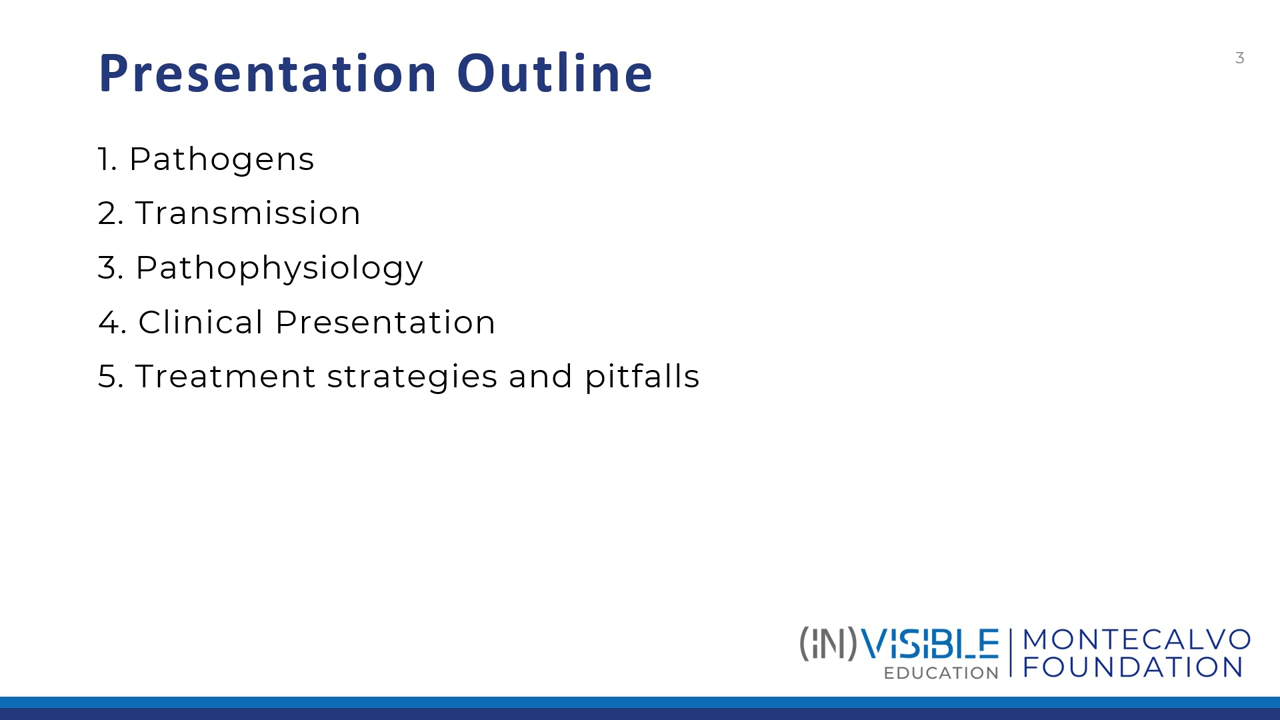 Presentation Outline
3
1. Pathogens
2. Transmission
3. Pathophysiology
4. Clinical Presentation
5. Treatment strategies and pitfalls
(IN)VISIBLE
EDUCATION
MONTECALVO
FOUNDATION